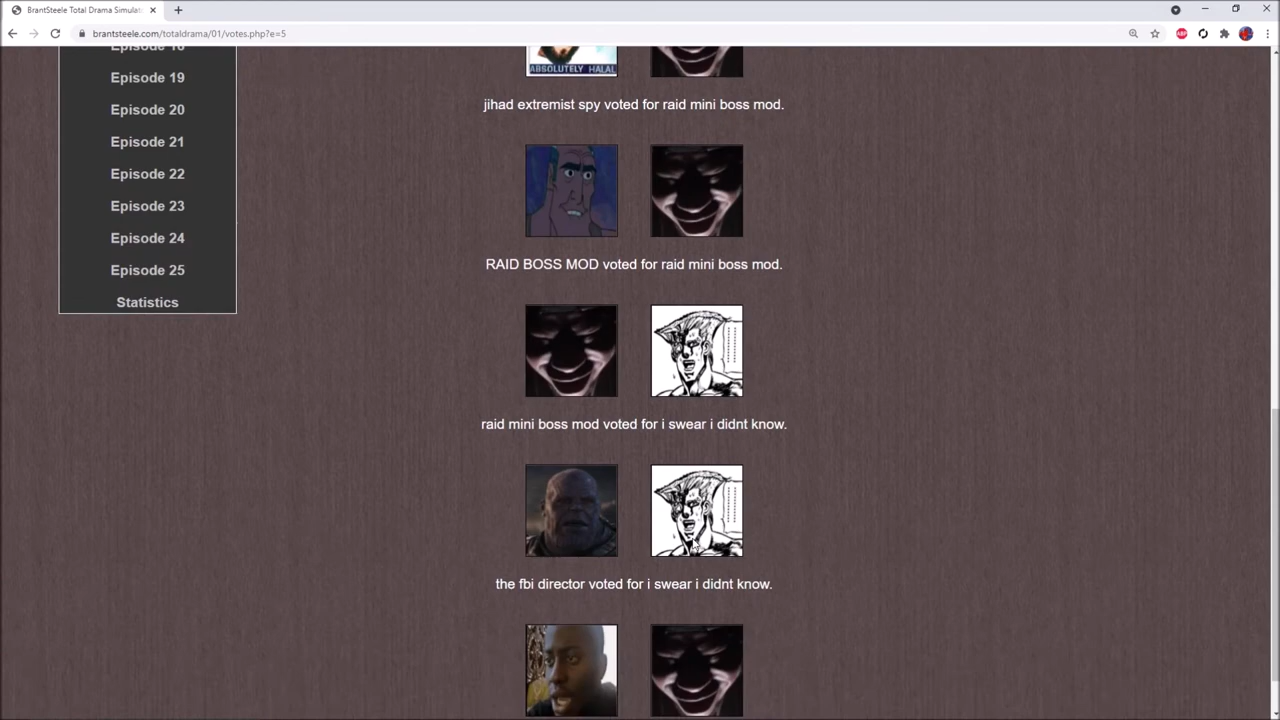 BrantSteele Total Drama Simulat
brantsteele.com/totaldrama/01/votes.php?e=5
ABP
Episode 18
Episode 19
Episode 20
Episode 21
Episode 22
Episode 23
Episode 24
Episode 25
Statistics
ABSOLUTELY HALAL
jihad extremist spy voted for raid mini boss mod.
RAID BOSS MOD voted for raid mini boss mod.
raid mini boss mod voted for i swear i didnt know.
the fbi director voted for i swear i didnt know.